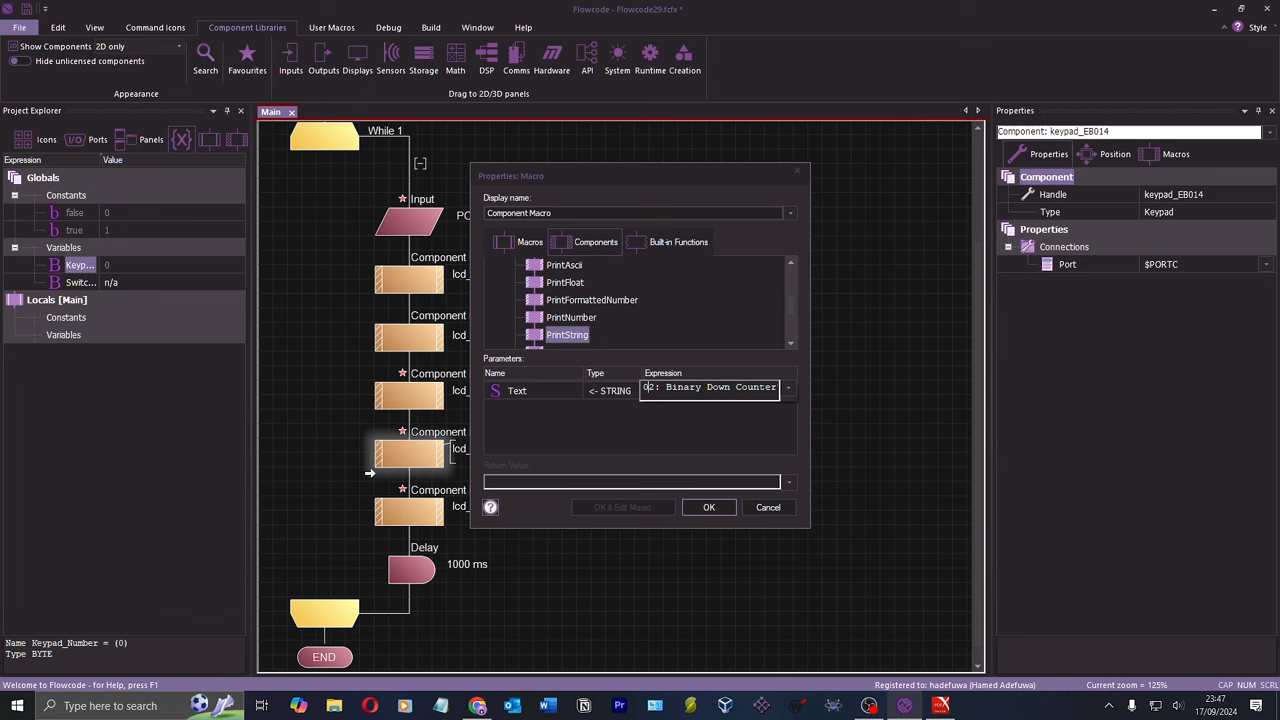 Flowcode - Flowcode29.fcfx *
File Edit View Command icons Component Libraries User Macros Debug Build Window Help
Style
Show Components 2D only
Hide unlicensed components
Search Favourites Inputs Outputs Displays Sensors Storage Math DSP Comms Hardware API System Runtime Creation
Appearance
Drag to 2D/3D panels
Project Explorer
Icons Ports Panels
Expression Value
Globals
Constants
false 0
true 1
Variables
Keyp... 0
Switc... n/a
Locals [Main]
Constants
Variables
Name Keypad_Number = (0)
Type BYTE
Main
While 1
Input
PO
Component
lcd_
Component
lcd_
Component
lcd_
Component
lcd_
Component
lcd_
Delay
1000 ms
END
Properties: Macro
Display name:
Component Macro
Macros Components Built-in Functions
PrintAscii
PrintFloat
PrintFormattedNumber
PrintNumber
PrintString
Parameters:
Name Type Expression
Text <- STRING 02: Binary Down Counter
Return Value:
OK & Edit Macro OK Cancel
Properties
Component: keypad_EB014
Properties Position Macros
Component
Handle keypad_EB014
Type Keypad
Properties
Connections
Port $PORTC
Welcome to Flowcode - for Help, press F1
Registered to: hadefuwa (Hamed Adefuwa)
Current zoom = 125%
CAP NUM SCRL
Type here to search
23:47
17/09/2024